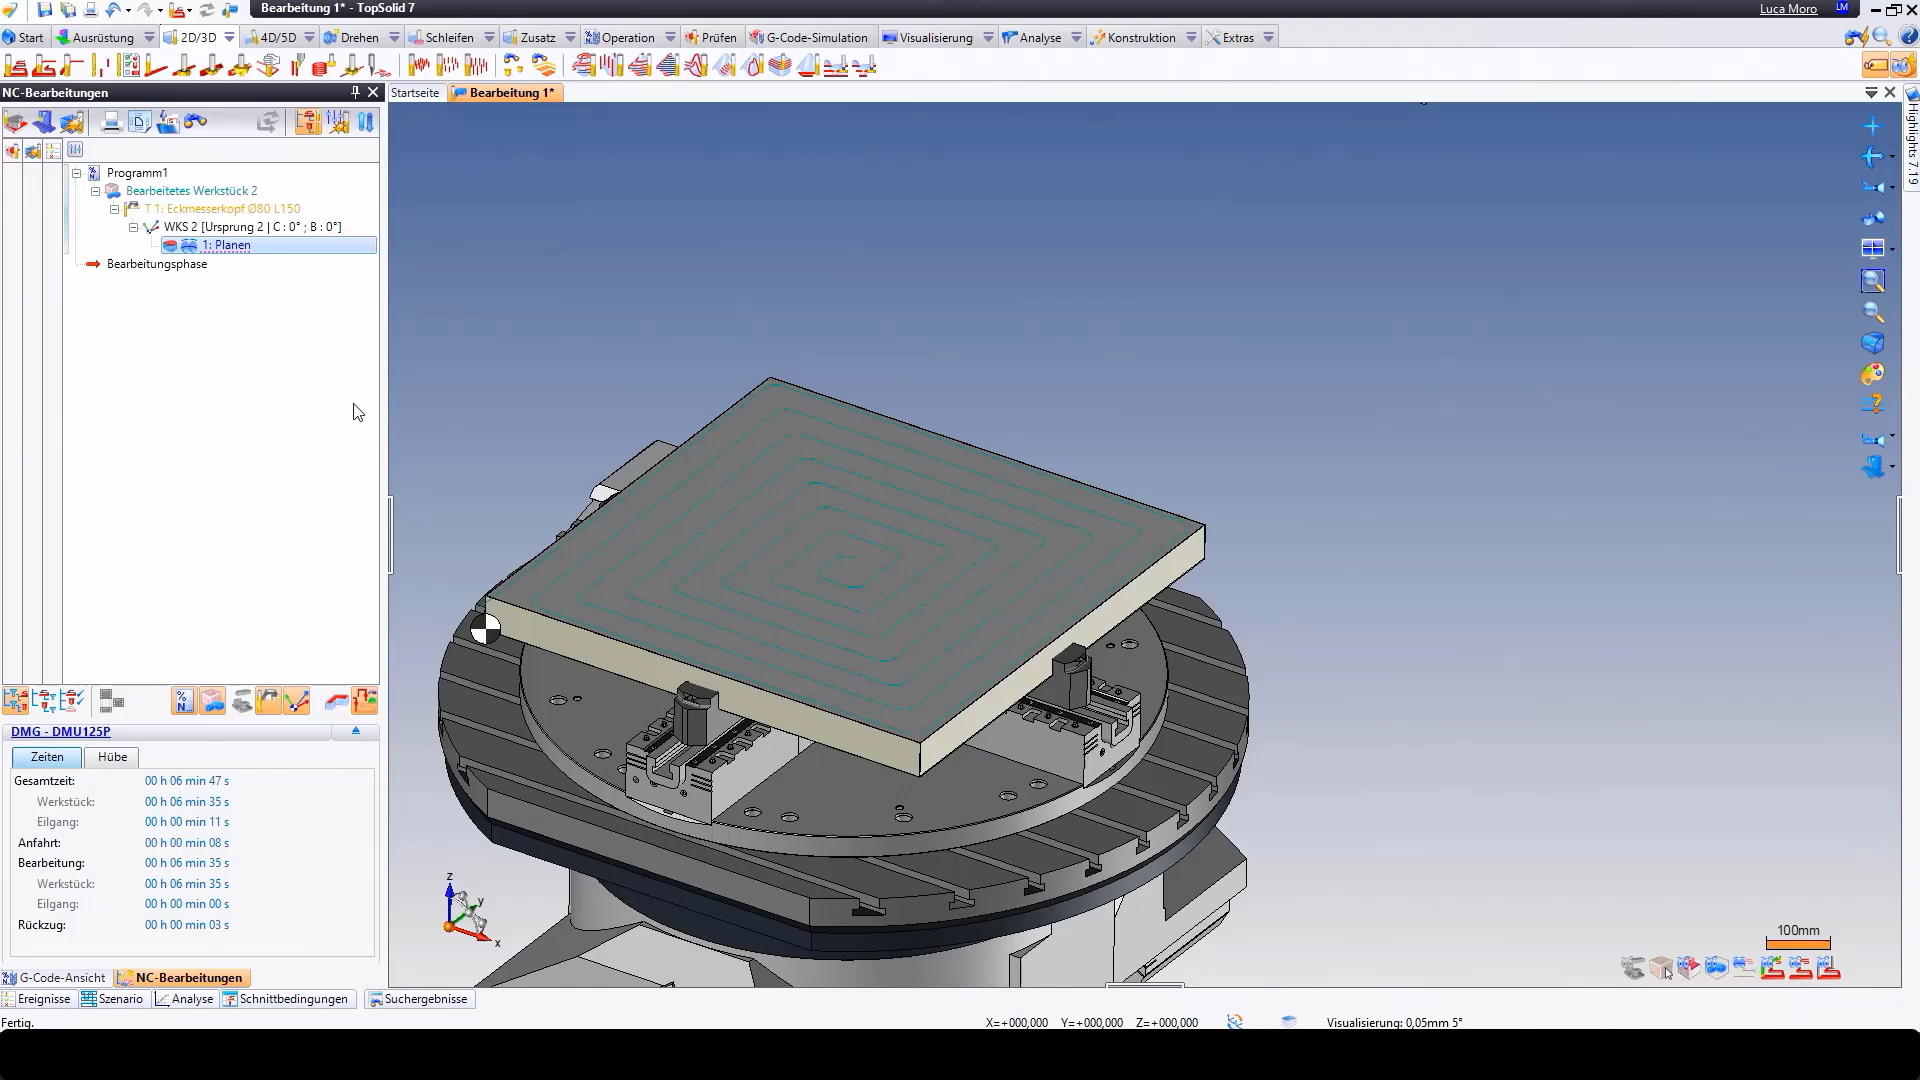 Bearbeitung 1* - TopSolid 7
Luca Moro
LM
Start
Ausrüstung
2D/3D
4D/5D
Drehen
Schleifen
Zusatz
Operation
Prüfen
G-Code-Simulation
Visualisierung
Analyse
Konstruktion
Extras
NC-Bearbeitungen
Startseite
Bearbeitung 1*
Highlights 7.19
Programm1
Bearbeitetes Werkstück 2
T 1: Eckmesserkopf Ø80 L150
WKS 2 [Ursprung 2 | C : 0° ; B : 0°]
1: Planen
Bearbeitungsphase
DMG - DMU125P
Zeiten
Hübe
Gesamtzeit: 00 h 06 min 47 s
Werkstück: 00 h 06 min 35 s
Eilgang: 00 h 00 min 11 s
Anfahrt: 00 h 00 min 08 s
Bearbeitung: 00 h 06 min 35 s
Werkstück: 00 h 06 min 35 s
Eilgang: 00 h 00 min 00 s
Rückzug: 00 h 00 min 03 s
z
y
x
100mm
G-Code-Ansicht
NC-Bearbeitungen
Ereignisse
Szenario
Analyse
Schnittbedingungen
Suchergebnisse
Fertig.
X=+000,000
Y=+000,000
Z=+000,000
Visualisierung: 0,05mm 5°